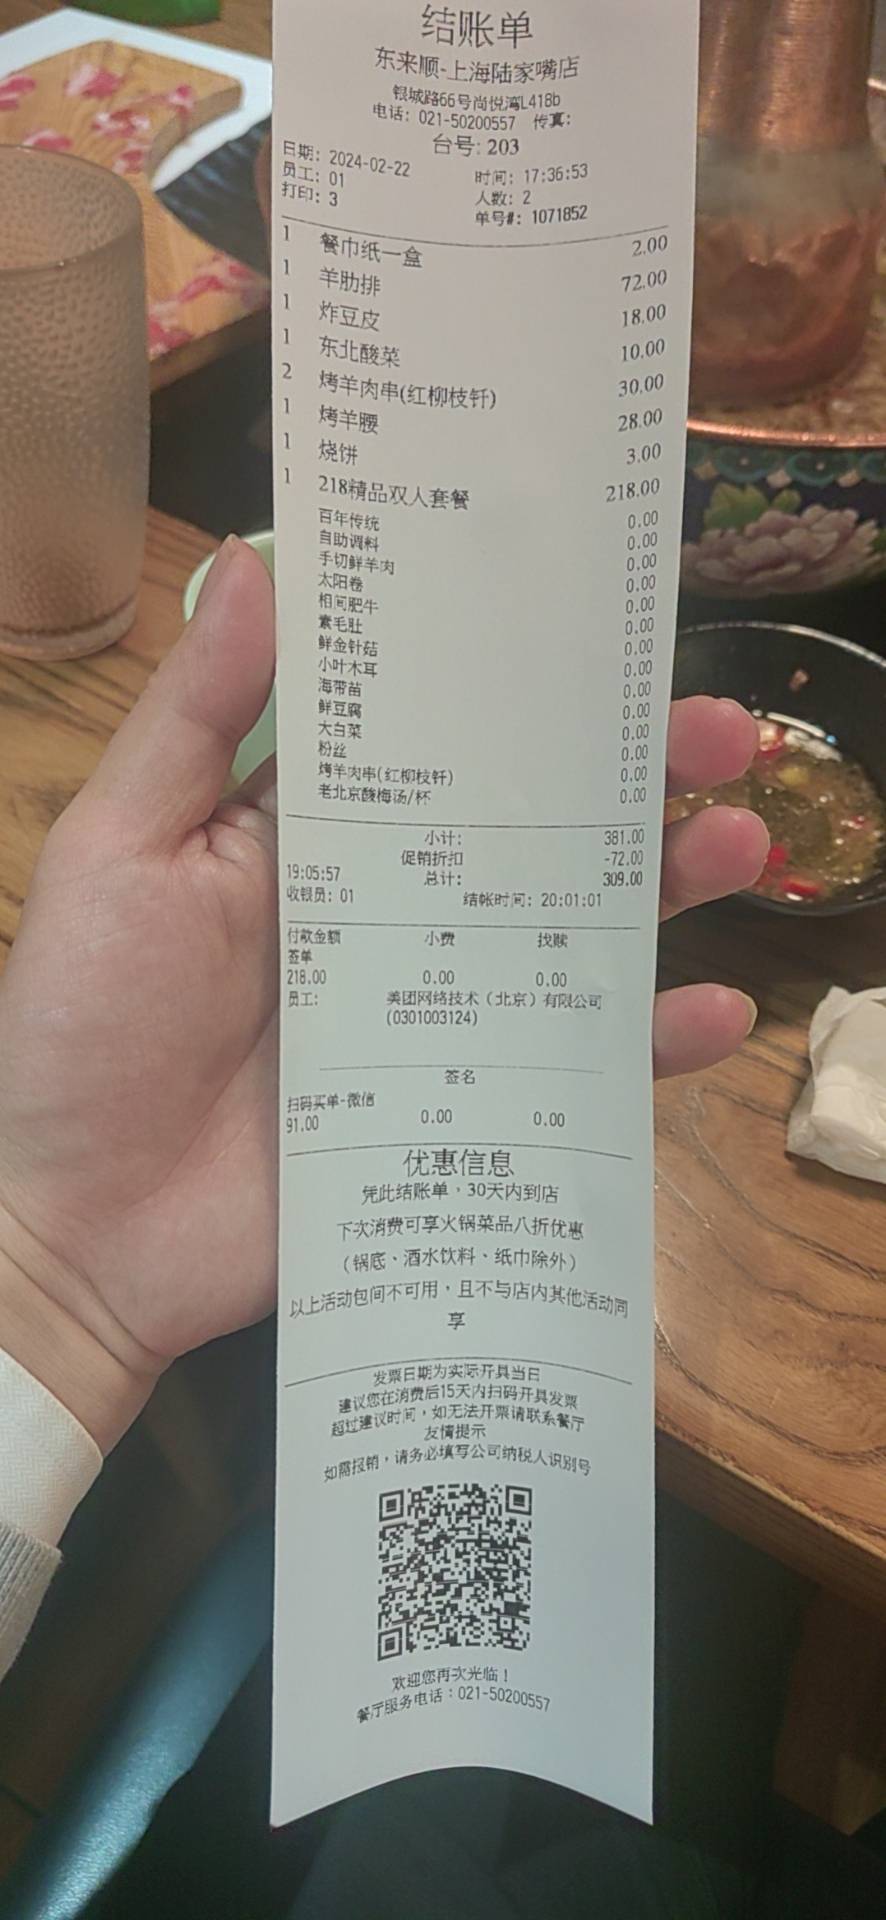 结账单
东来顺-上海陆家嘴店
银城路66号尚悦湾L418b
电话: 021-50200557 传真:
台号: 203
日期: 2024-02-22
员工: 01 时间: 17:36:53
打印: 3 人数: 2
单号#: 1071852
1 餐巾纸一盒 2.00
1 羊肋排 72.00
1 炸豆皮 18.00
1 东北酸菜 10.00
2 烤羊肉串(红柳枝钎) 30.00
1 烤羊腰 28.00
1 烧饼 3.00
1 218精品双人套餐 218.00
百年传统 0.00
自助调料 0.00
手切鲜羊肉 0.00
太阳卷 0.00
相间肥牛 0.00
素毛肚 0.00
鲜金针菇 0.00
小叶木耳 0.00
海带苗 0.00
鲜豆腐 0.00
大白菜 0.00
粉丝 0.00
烤羊肉串(红柳枝钎) 0.00
老北京酸梅汤/杯 0.00
小计: 381.00
促销折扣 -72.00
19:05:57 总计: 309.00
收银员: 01 结帐时间: 20:01:01
付款金额 小费 找赎
签单
218.00 0.00 0.00
员工: 美团网络技术（北京）有限公司
(0301003124)
签名
扫码买单-微信
91.00 0.00 0.00
优惠信息
凭此结账单，30天内到店
下次消费可享火锅菜品八折优惠
（锅底、酒水饮料、纸巾除外）
以上活动包间不可用，且不与店内其他活动同
享
发票日期为实际开具当日
建议您在消费后15天内扫码开具发票
超过建议时间，如无法开票请联系餐厅
友情提示
如需报销，请务必填写公司纳税人识别号
欢迎您再次光临！
餐厅服务电话：021-50200557